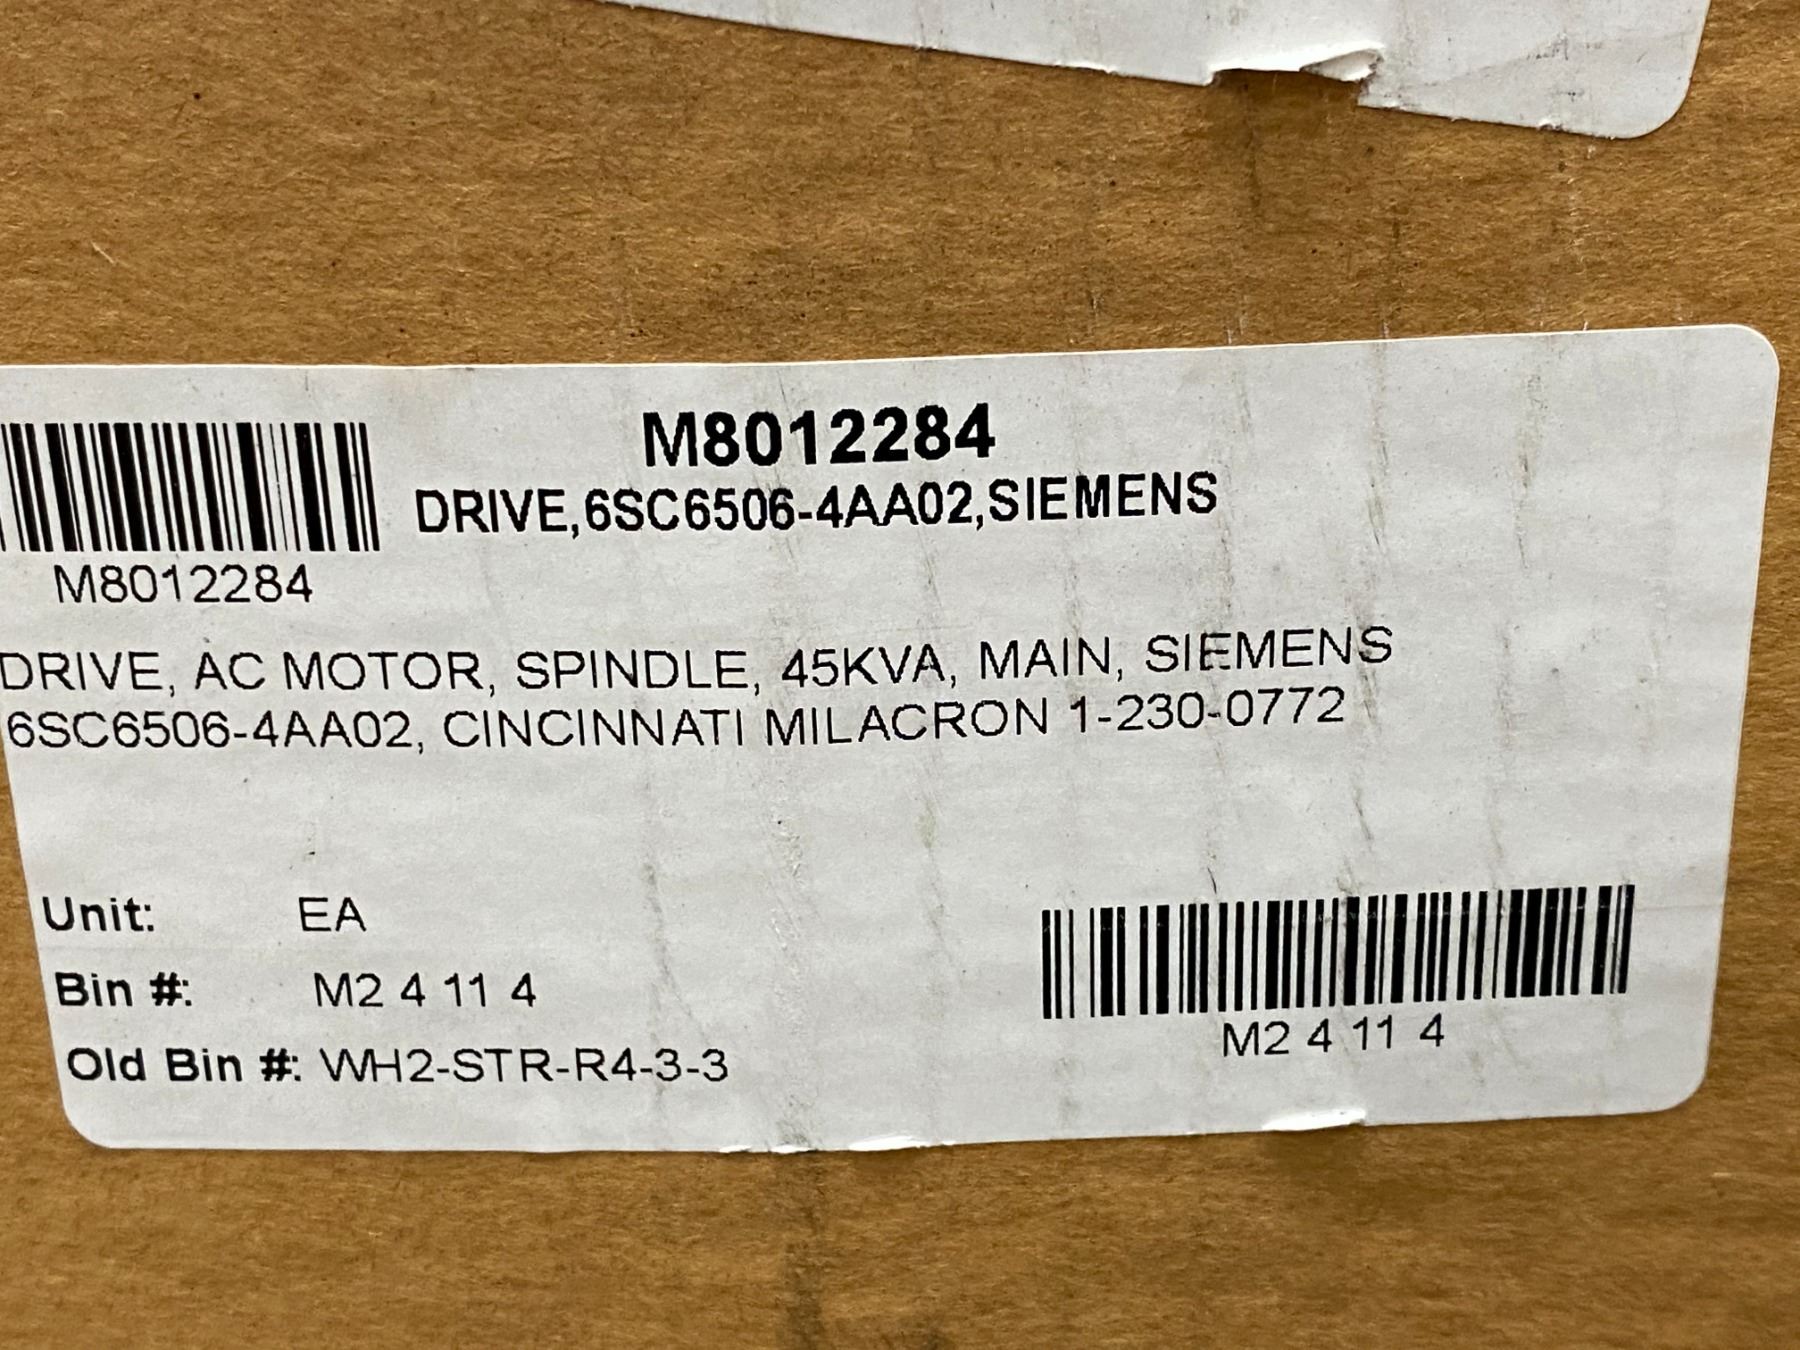 M8012284
DRIVE,6SC6506-4AA02,SIEMENS
M8012284
DRIVE, AC MOTOR, SPINDLE, 45KVA, MAIN, SIEMENS
6SC6506-4AA02, CINCINNATI MILACRON 1-230-0772
Unit: EA
Bin #: M2 4 11 4
M2 4 11 4
Old Bin #: WH2-STR-R4-3-3